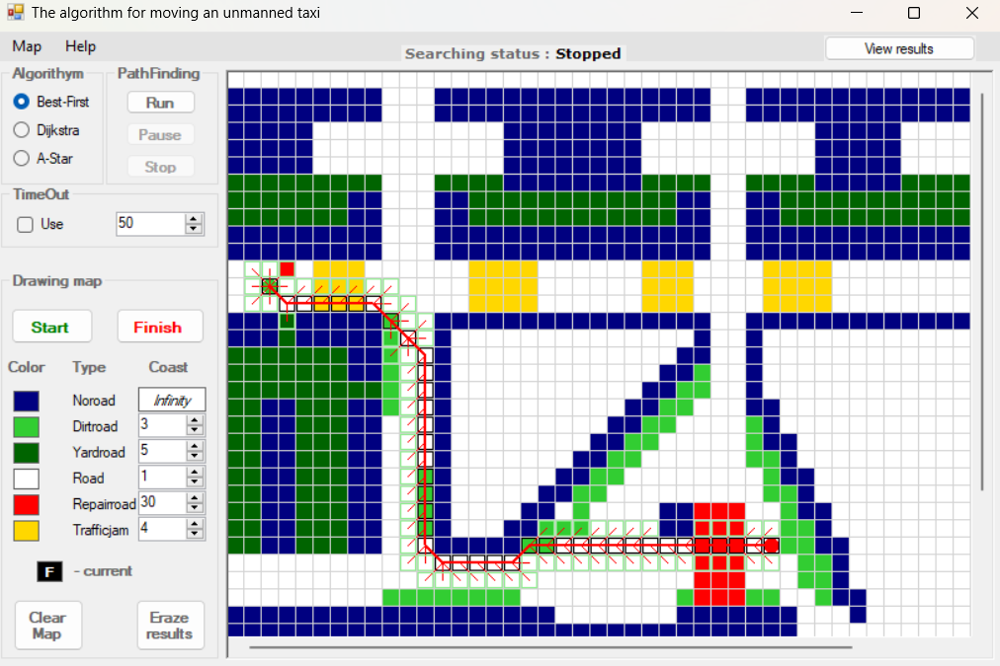 The algorithm for moving an unmanned taxi
Map Help
Searching status : Stopped
View results
Algorithym
Best-First
Dijkstra
A-Star
PathFinding
Run
Pause
Stop
TimeOut
Use 50
Drawing map
Start Finish
Color Type Coast
Noroad Infinity
Dirtroad 3
Yardroad 5
Road 1
Repairroad 30
Trafficjam 4
F - current
Clear Map
Eraze results